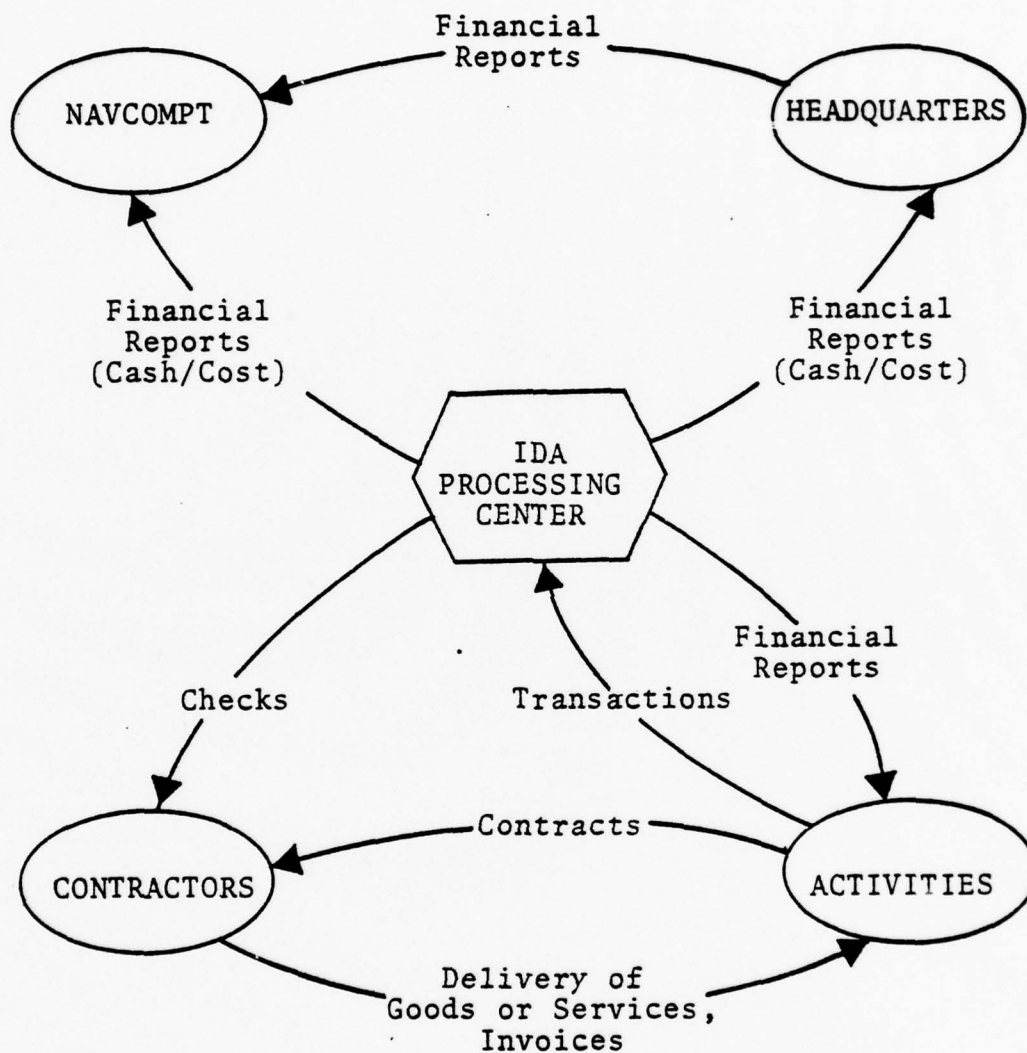 Financial
Reports
NAVCOMPT
HEADQUARTERS
Financial
Reports
(Cash/Cost)
Financial
Reports
(Cash/Cost)
IDA
PROCESSING
CENTER
Financial
Reports
Checks
Transactions
Contracts
CONTRACTORS
ACTIVITIES
Delivery of
Goods or Services,
Invoices